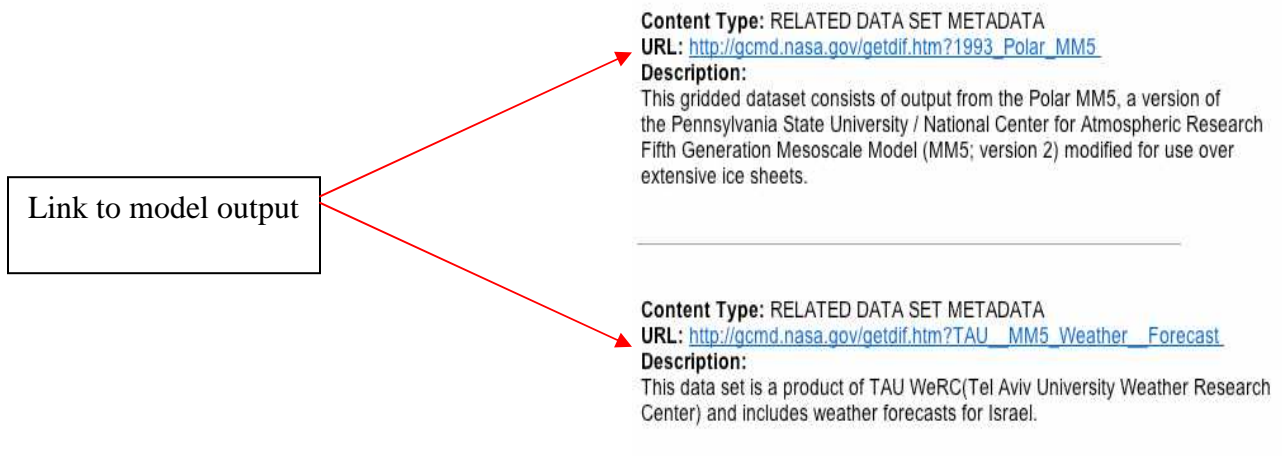 Link to model output
Content Type: RELATED DATA SET METADATA
URL: http://gcmd.nasa.gov/getdif.htm?1993_Polar_MM5
Description:
This gridded dataset consists of output from the Polar MM5, a version of
the Pennsylvania State University / National Center for Atmospheric Research
Fifth Generation Mesoscale Model (MM5; version 2) modified for use over
extensive ice sheets.
Content Type: RELATED DATA SET METADATA
URL: http://gcmd.nasa.gov/getdif.htm?TAU__MM5_Weather__Forecast
Description:
This data set is a product of TAU WeRC(Tel Aviv University Weather Research
Center) and includes weather forecasts for Israel.